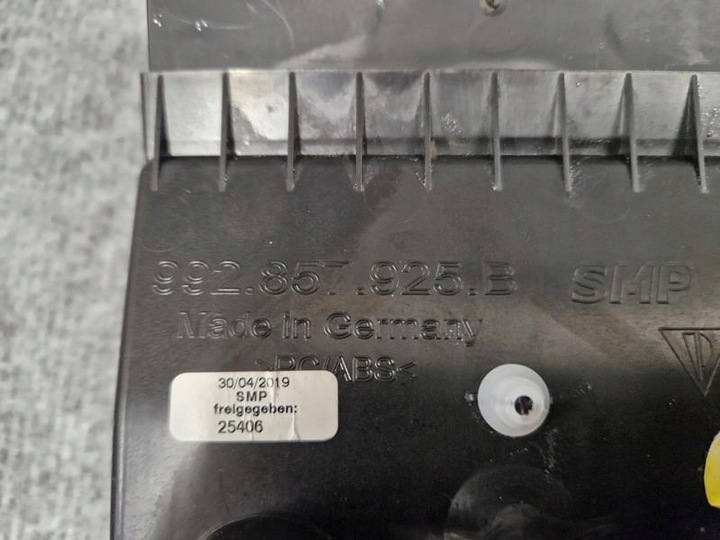 992.857.925.B SMP
Made in Germany
>PC/ABS<
30/04/2019
SMP
freigegeben:
25406